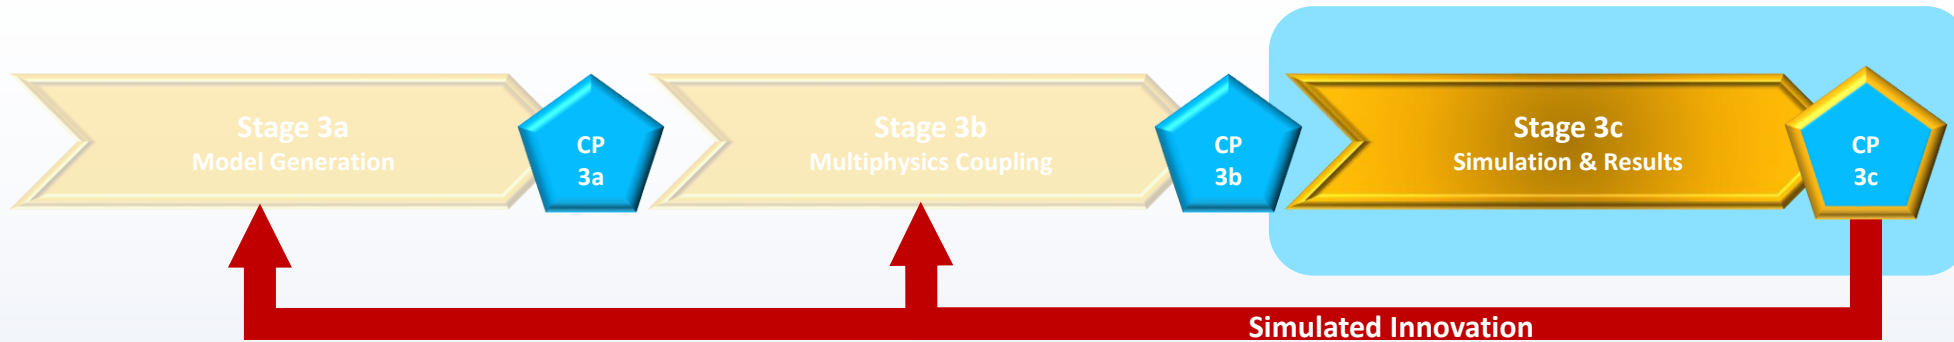 Stage 3a
Model Generation
CP
3a
Stage 3b
Multiphysics Coupling
CP
3b
Stage 3c
Simulation & Results
CP
3c
Simulated Innovation